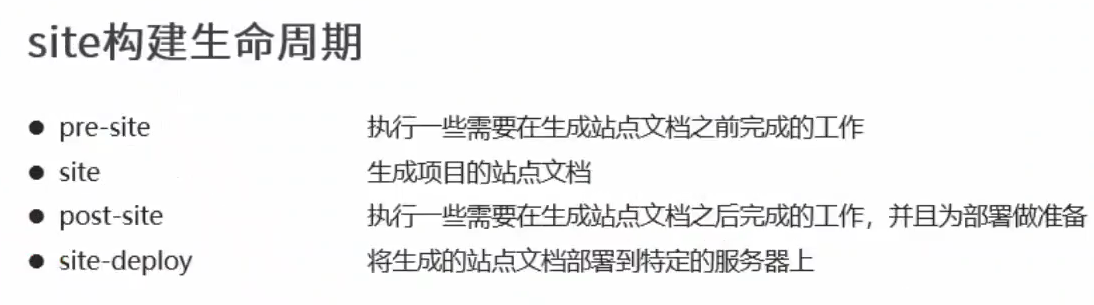 site构建生命周期
● pre-site 执行一些需要在生成站点文档之前完成的工作
● site 生成项目的站点文档
● post-site 执行一些需要在生成站点文档之后完成的工作，并且为部署做准备
● site-deploy 将生成的站点文档部署到特定的服务器上